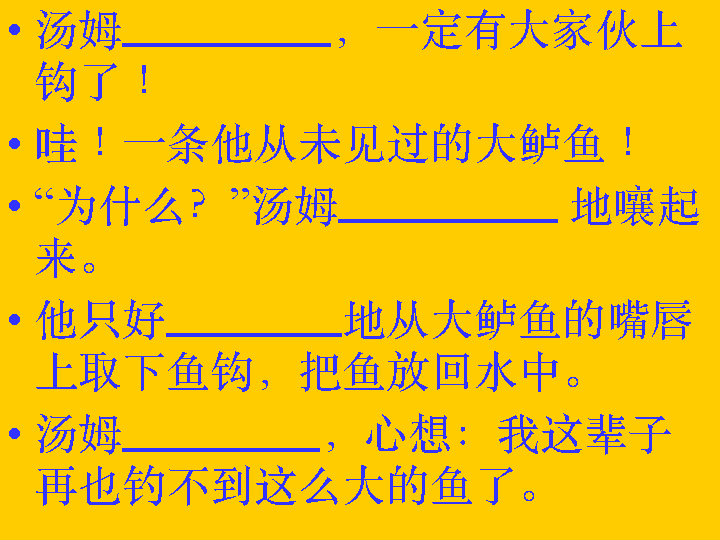 • 汤姆__________，一定有大家伙上
钩了！
• 哇！一条他从未见过的大鲈鱼！
• “为什么？”汤姆__________ 地嚷起
来。
• 他只好________地从大鲈鱼的嘴唇
上取下鱼钩，把鱼放回水中。
• 汤姆_________，心想：我这辈子
再也钓不到这么大的鱼了。